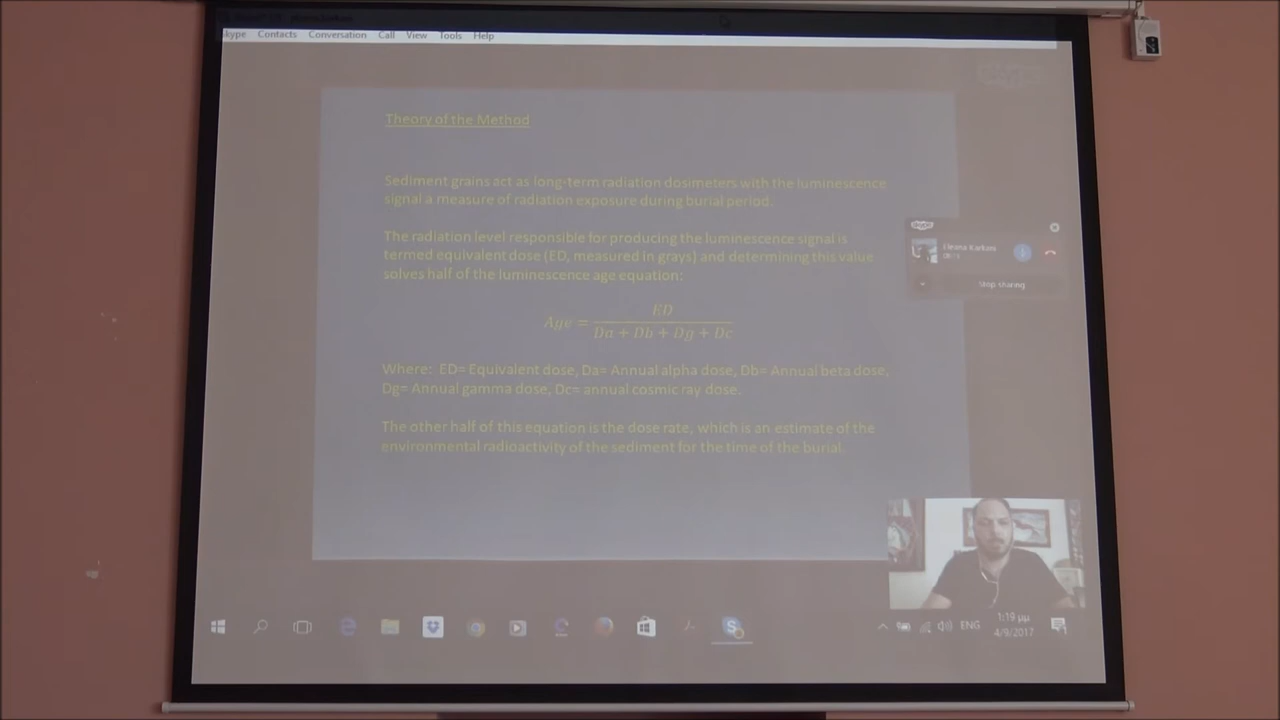 Skype Contacts Conversation Call View Tools Help
Theory of the Method
Sediment grains act as long-term radiation dosimeters with the luminescence
signal a measure of radiation exposure during burial period.
The radiation level responsible for producing the luminescence signal is
termed equivalent dose (ED, measured in grays) and determining this value
solves half of the luminescence age equation:
Age = ED / Da + Db + Dg + Dc
Where: ED= Equivalent dose, Da= Annual alpha dose, Db= Annual beta dose,
Dg= Annual gamma dose, Dc= annual cosmic ray dose.
The other half of this equation is the dose rate, which is an estimate of the
environmental radioactivity of the sediment for the time of the burial.
Stop sharing
ENG
1:19 μμ
4/9/2017